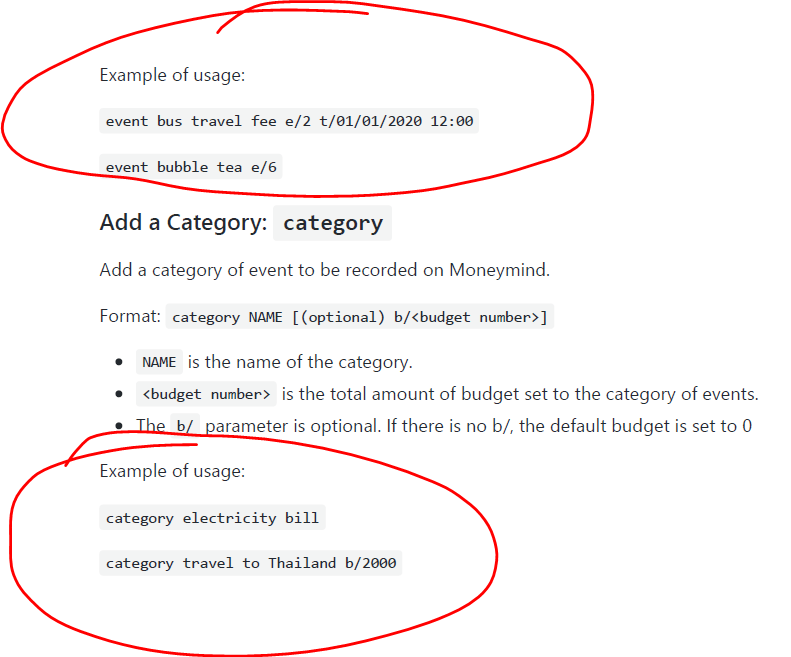 Example of usage:
event bus travel fee e/2 t/01/01/2020 12:00
event bubble tea e/6
Add a Category: category
Add a category of event to be recorded on Moneymind.
Format: category NAME [(optional) b/<budget number>]
NAME is the name of the category.
<budget number> is the total amount of budget set to the category of events.
The b/ parameter is optional. If there is no b/, the default budget is set to 0
Example of usage:
category electricity bill
category travel to Thailand b/2000